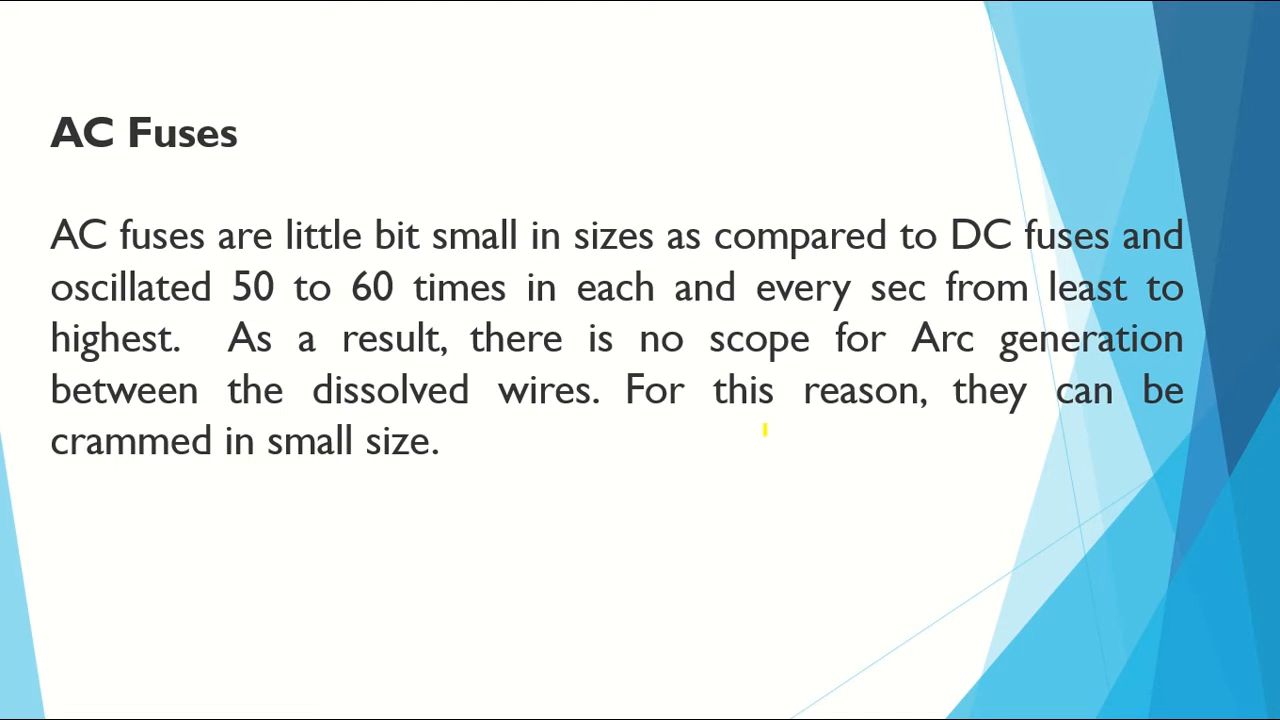 AC Fuses
AC fuses are little bit small in sizes as compared to DC fuses and
oscillated 50 to 60 times in each and every sec from least to
highest. As a result, there is no scope for Arc generation
between the dissolved wires. For this reason, they can be
crammed in small size.